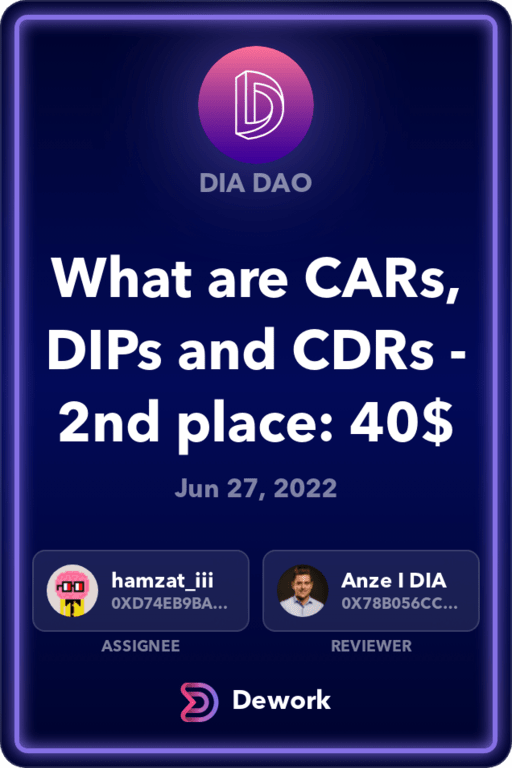 DIA DAO
What are CARs,
DIPs and CDRs -
2nd place: 40$
Jun 27, 2022
hamzat_iii
0XD74EB9BA...
ASSIGNEE
Anze I DIA
0X78B056CC...
REVIEWER
Dework